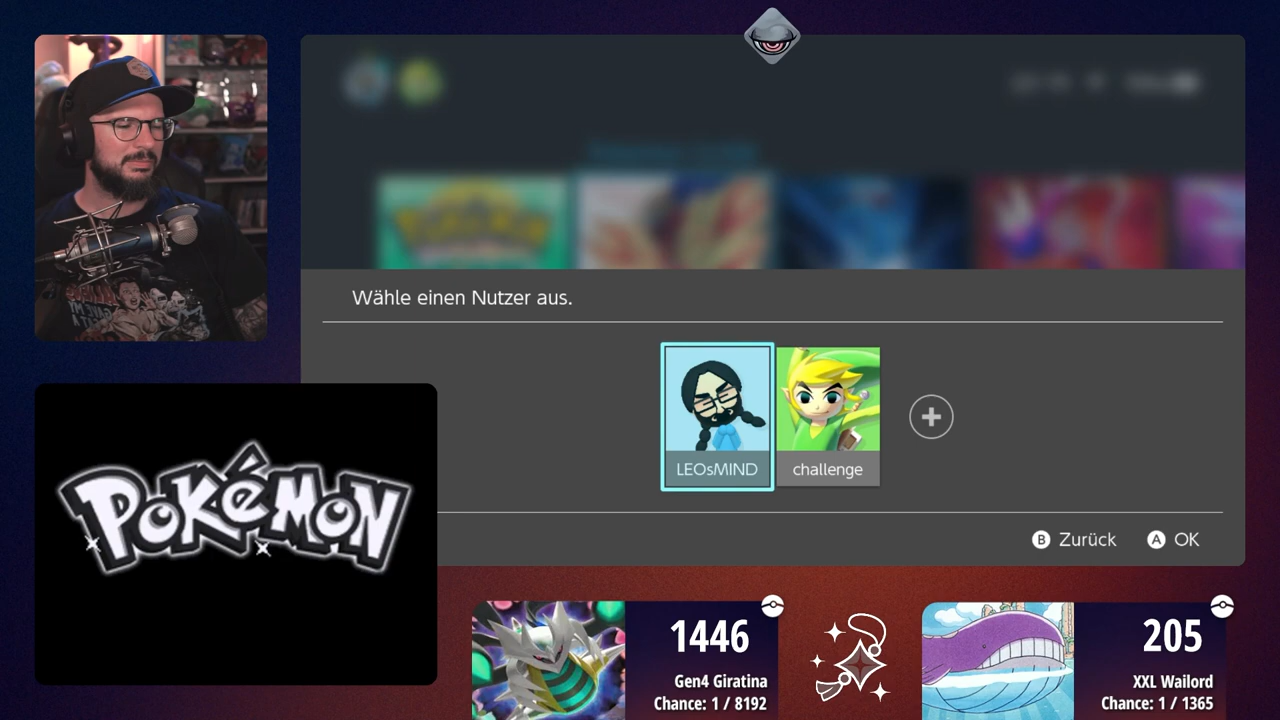 Wähle einen Nutzer aus.
LEOsMIND
challenge
B Zurück
A OK
POKéMON
1446
Gen4 Giratina
Chance: 1 / 8192
205
XXL Wailord
Chance: 1 / 1365